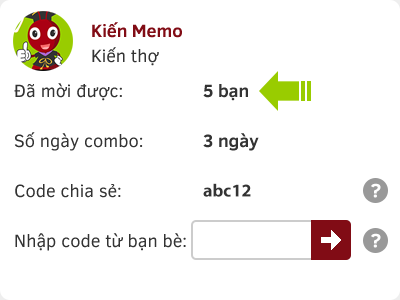 Kiến Memo
Kiến thợ
Đã mời được: 5 bạn
Số ngày combo: 3 ngày
Code chia sẻ: abc12 ?
Nhập code từ bạn bè: ?